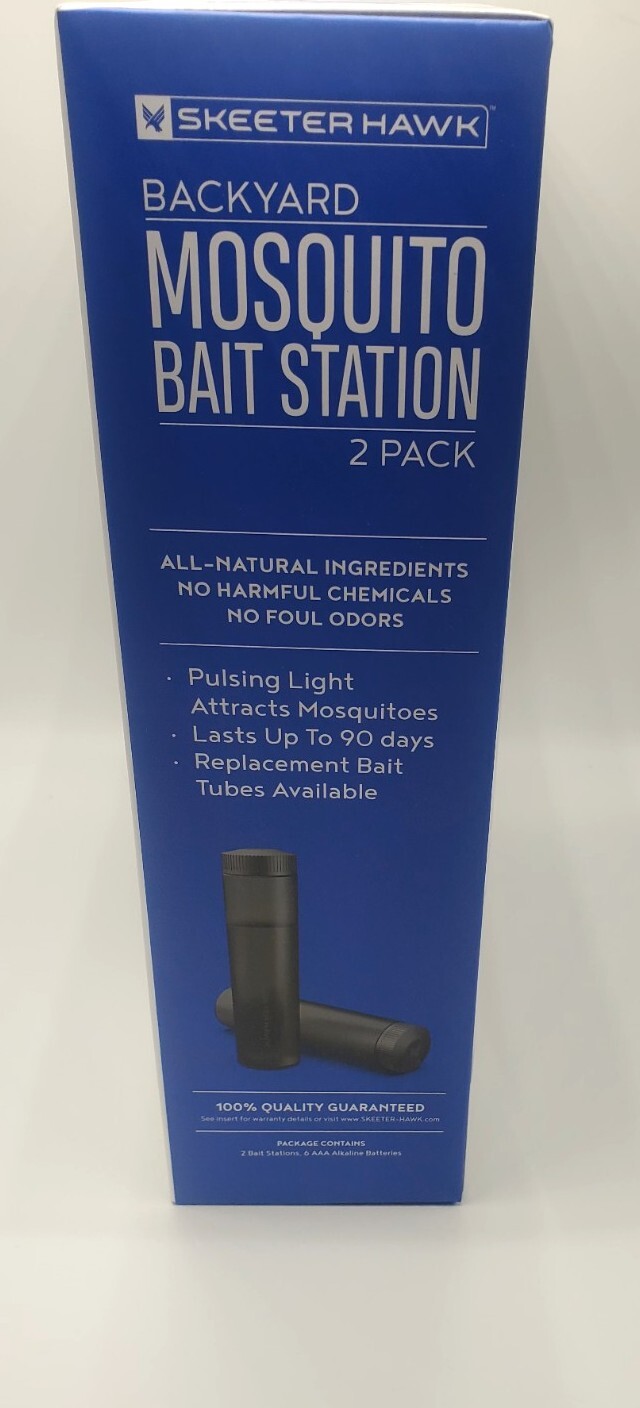 SKEETER HAWK™
BACKYARD
MOSQUITO
BAIT STATION
2 PACK
ALL-NATURAL INGREDIENTS
NO HARMFUL CHEMICALS
NO FOUL ODORS
· Pulsing Light
Attracts Mosquitoes
· Lasts Up To 90 days
· Replacement Bait
Tubes Available
100% QUALITY GUARANTEED
See insert for warranty details or visit www.SKEETER-HAWK.com
PACKAGE CONTAINS
2 Bait Stations, 6 AAA Alkaline Batteries